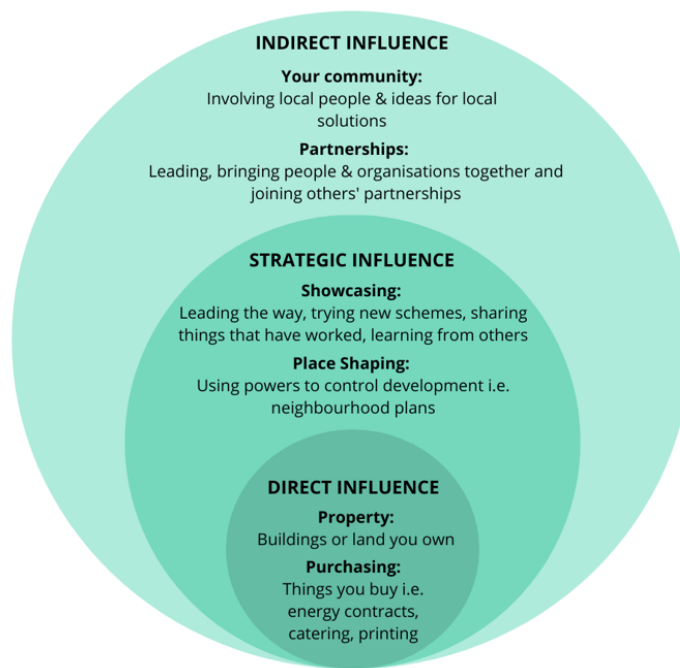 INDIRECT INFLUENCE
Your community:
Involving local people & ideas for local
solutions
Partnerships:
Leading, bringing people & organisations together and
joining others' partnerships
STRATEGIC INFLUENCE
Showcasing:
Leading the way, trying new schemes, sharing
things that have worked, learning from others
Place Shaping:
Using powers to control development i.e.
neighbourhood plans
DIRECT INFLUENCE
Property:
Buildings or land you own
Purchasing:
Things you buy i.e.
energy contracts,
catering, printing